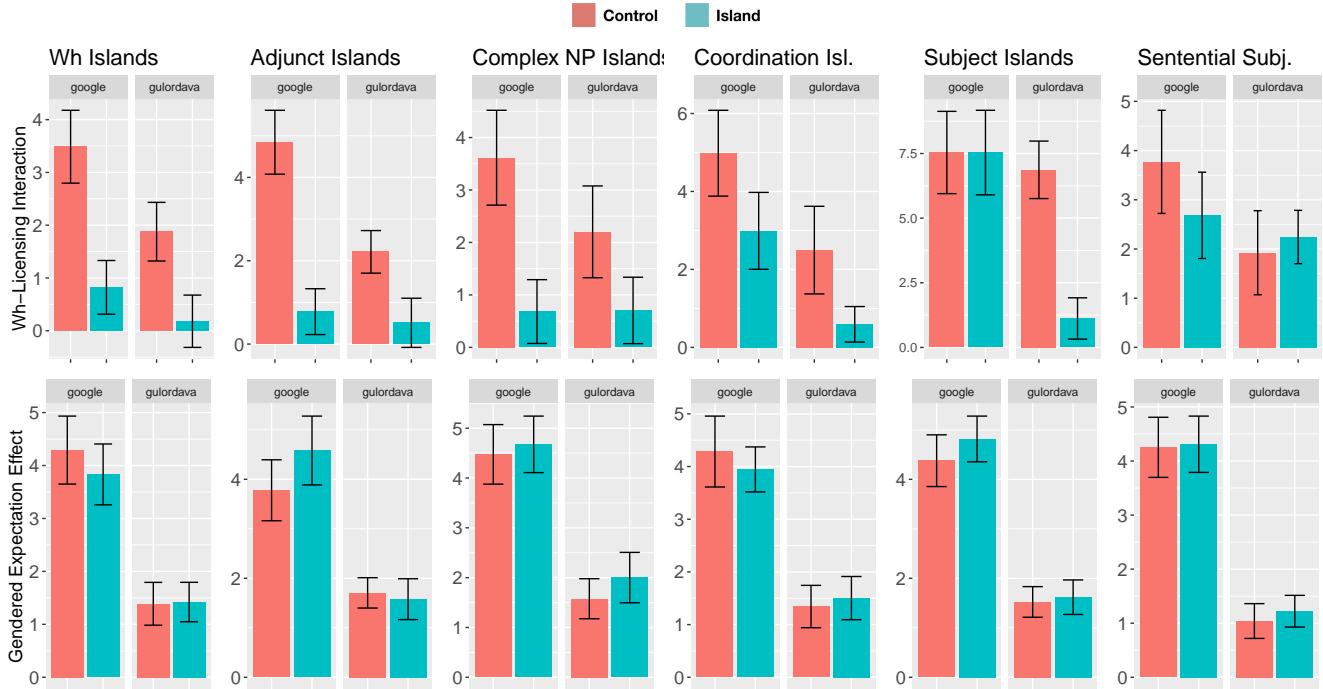 Control Island
Wh Islands Adjunct Islands Complex NP Islands Coordination Isl. Subject Islands Sentential Subj.
google gulordava google gulordava google gulordava google gulordava google gulordava google gulordava
Wh−Licensing Interaction
4 3 2 1 0
4 2 0
4 3 2 1 0
6 4 2 0
7.5 5.0 2.5 0.0
5 4 3 2 1 0
google gulordava google gulordava google gulordava google gulordava google gulordava google gulordava
Gendered Expectation Effect
5 4 3 2 1 0
4 2 0
5 4 3 2 1 0
5 4 3 2 1 0
4 2 0
5 4 3 2 1 0